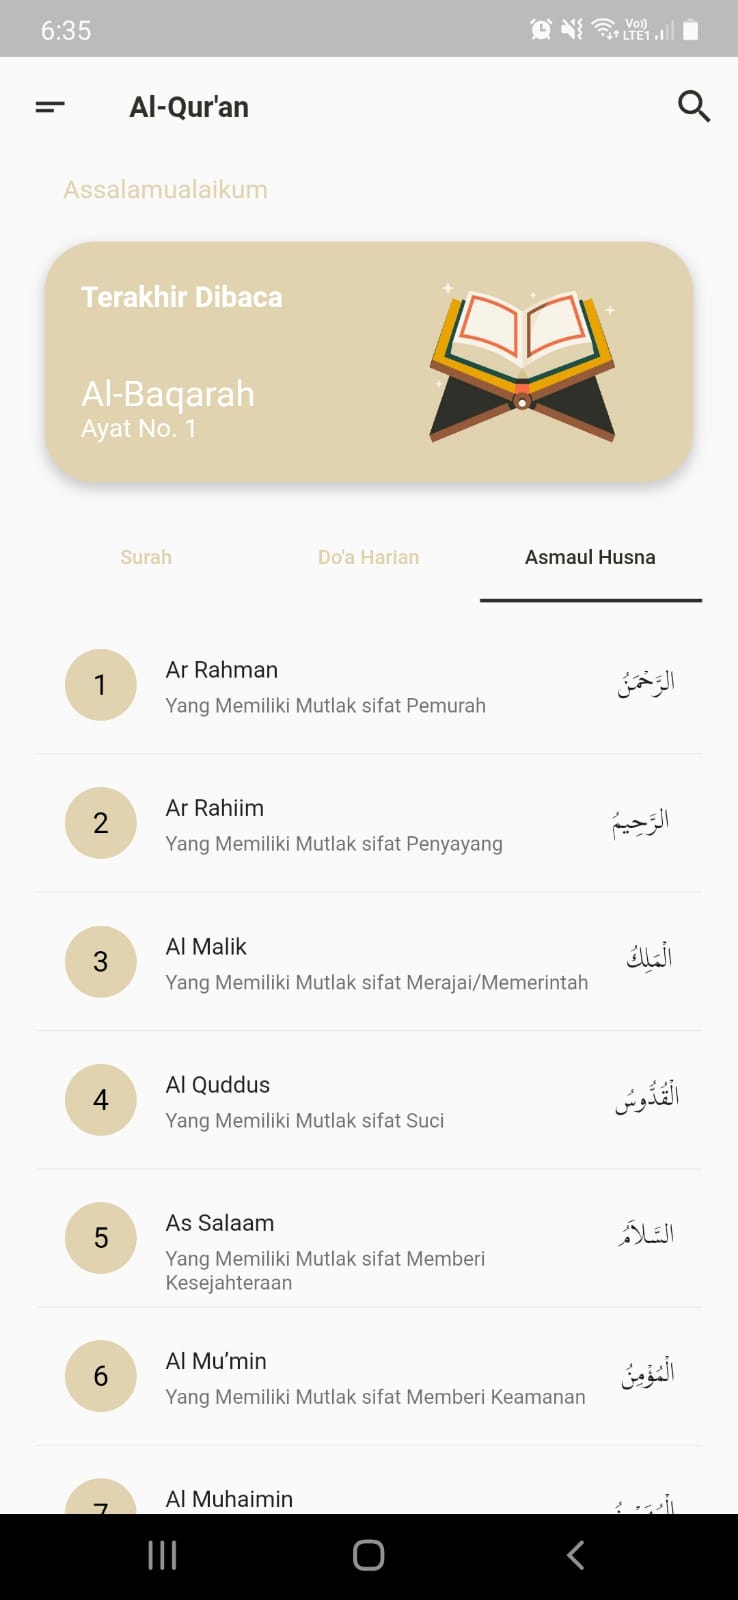 6:35
Vo))
LTE1
Al-Qur'an
Assalamualaikum
Terakhir Dibaca
Al-Baqarah
Ayat No. 1
Surah
Do'a Harian
Asmaul Husna
1
Ar Rahman
الرَّحْمَنُ
Yang Memiliki Mutlak sifat Pemurah
2
Ar Rahiim
الرَّحِيمُ
Yang Memiliki Mutlak sifat Penyayang
3
Al Malik
الْمَلِكُ
Yang Memiliki Mutlak sifat Merajai/Memerintah
4
Al Quddus
الْقُدُّوسُ
Yang Memiliki Mutlak sifat Suci
5
As Salaam
السَّلاَمُ
Yang Memiliki Mutlak sifat Memberi
Kesejahteraan
6
Al Mu’min
الْمُؤْمِنُ
Yang Memiliki Mutlak sifat Memberi Keamanan
7
Al Muhaimin